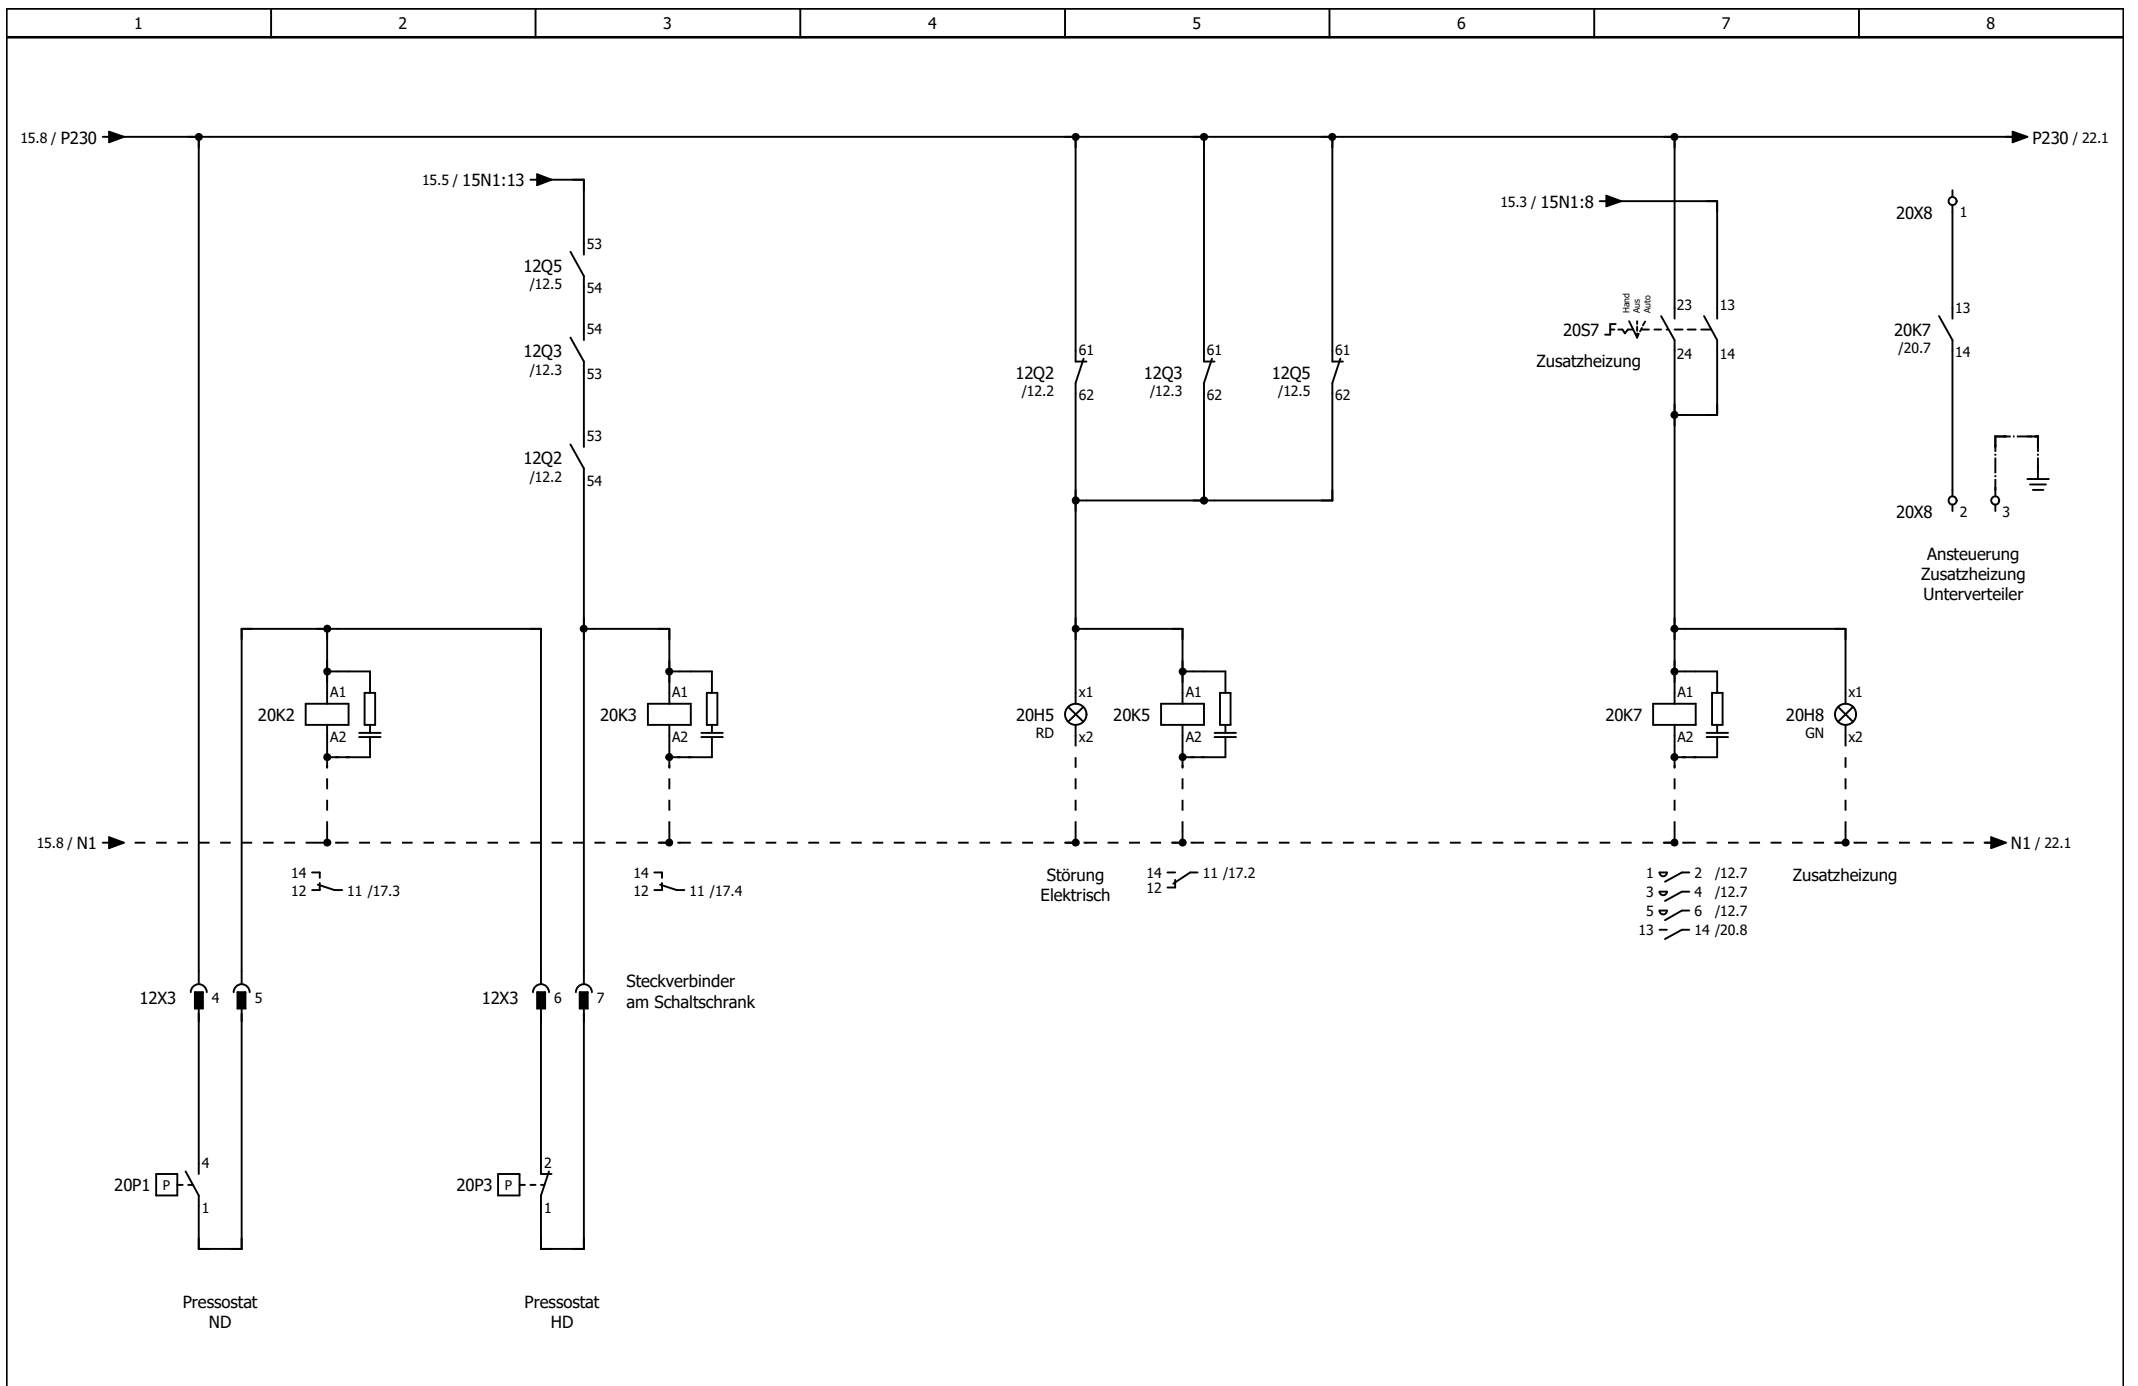 1 2 3 4 5 6 7 8
15.8 / P230
P230 / 22.1
15.5 / 15N1:13
15.3 / 15N1:8
20X8 1
53
12Q5
/12.5
54
54
12Q3
/12.3
53
53
12Q2
/12.2
54
61
12Q2
/12.2
62
61
12Q3
/12.3
62
61
12Q5
/12.5
62
Hand
Aus
Auto
23 13
20S7
24 14
Zusatzheizung
13
20K7
/20.7
14
20X8 2 3
Ansteuerung
Zusatzheizung
Unterverteiler
A1
20K2
A2
A1
20K3
A2
x1
20H5
RD
x2
A1
20K5
A2
A1
20K7
A2
x1
20H8
GN
x2
15.8 / N1
N1 / 22.1
14
12 11 /17.3
14
12 11 /17.4
Störung
Elektrisch
14 11 /17.2
12
1 2 /12.7
3 4 /12.7
5 6 /12.7
13 14 /20.8
Zusatzheizung
12X3 4 5
12X3 6 7
Steckverbinder
am Schaltschrank
4
20P1 P
1
2
20P3 P
1
Pressostat
ND
Pressostat
HD